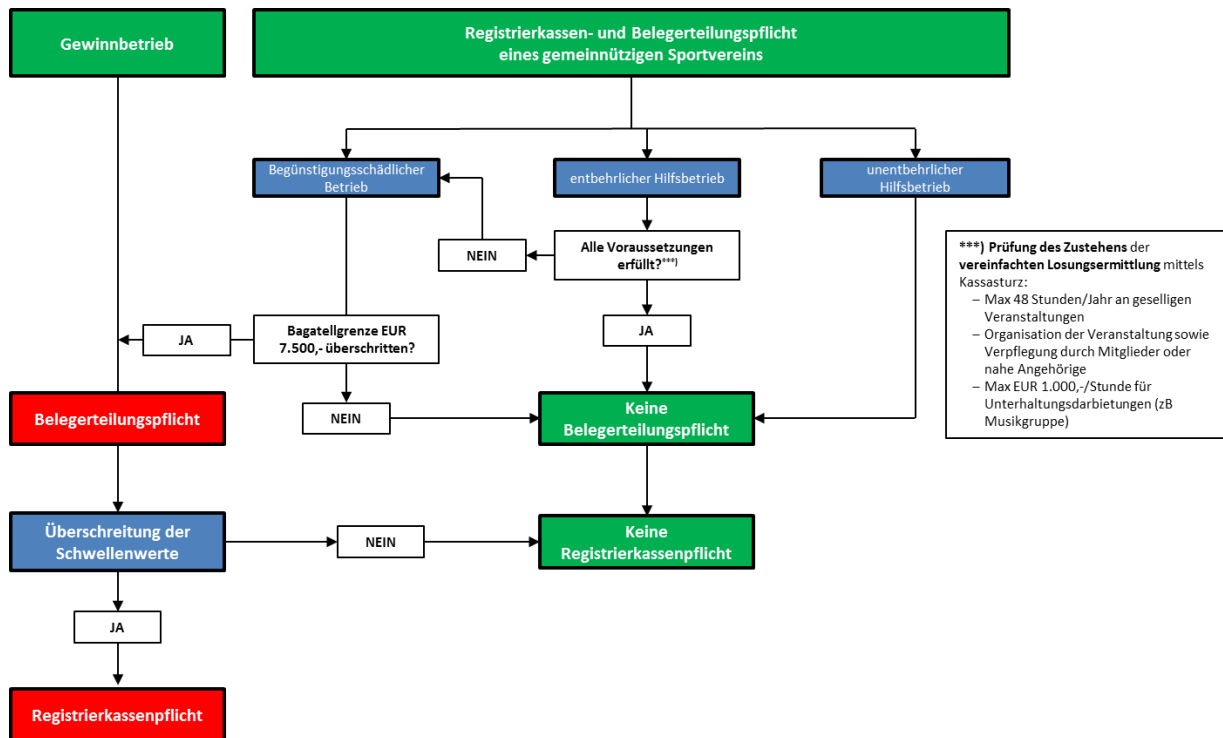 Gewinnbetrieb
Registrierkassen- und Belegerteilungspflicht
eines gemeinnützigen Sportvereins
Begünstigungsschädlicher
Betrieb
entbehrlicher Hilfsbetrieb
unentbehrlicher
Hilfsbetrieb
NEIN
Alle Voraussetzungen
erfüllt?***)
***) Prüfung des Zustehens der
vereinfachten Losungsermittlung mittels
Kassasturz:
– Max 48 Stunden/Jahr an geselligen
Veranstaltungen
– Organisation der Veranstaltung sowie
Verpflegung durch Mitglieder oder
nahe Angehörige
– Max EUR 1.000,-/Stunde für
Unterhaltungsdarbietungen (zB
Musikgruppe)
JA
Bagatellgrenze EUR
7.500,- überschritten?
JA
Belegerteilungspflicht
NEIN
Keine
Belegerteilungspflicht
Überschreitung der
Schwellenwerte
NEIN
Keine
Registrierkassenpflicht
JA
Registrierkassenpflicht